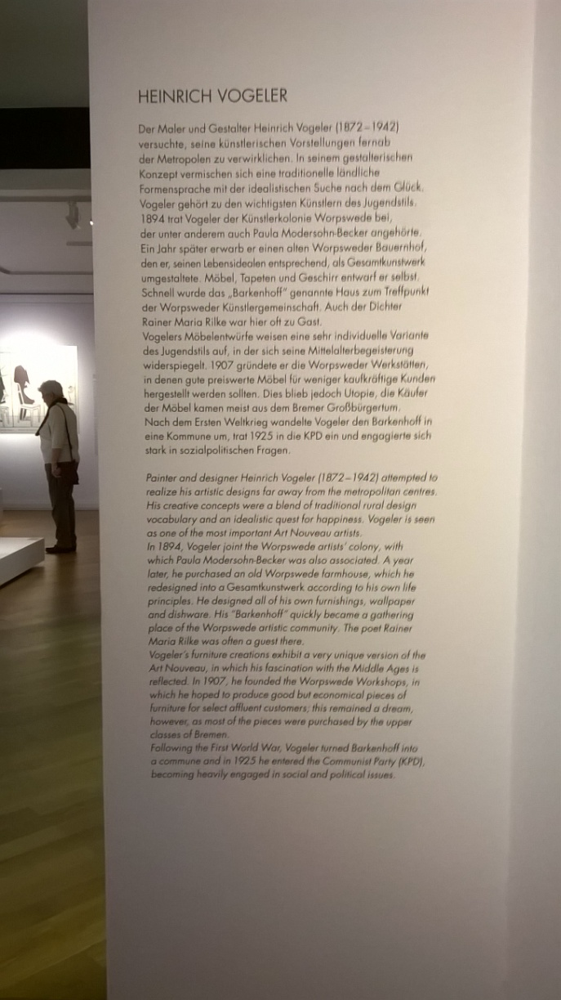 HEINRICH VOGELER
Der Maler und Gestalter Heinrich Vogeler (1872–1942)
versuchte, seine künstlerischen Vorstellungen fernab
der Metropolen zu verwirklichen. In seinem gestalterischen
Konzept vermischen sich eine traditionelle ländliche
Formensprache mit der idealistischen Suche nach dem Glück.
Vogeler gehört zu den wichtigsten Künstlern des Jugendstils.
1894 trat Vogeler der Künstlerkolonie Worpswede bei,
der unter anderem auch Paula Modersohn-Becker angehörte.
Ein Jahr später erwarb er einen alten Worpsweder Bauernhof,
den er, seinen Lebensidealen entsprechend, als Gesamtkunstwerk
umgestaltete. Möbel, Tapeten und Geschirr entwarf er selbst.
Schnell wurde das „Barkenhoff“ genannte Haus zum Treffpunkt
der Worpsweder Künstlergemeinschaft. Auch der Dichter
Rainer Maria Rilke war hier oft zu Gast.
Vogelers Möbelentwürfe weisen eine sehr individuelle Variante
des Jugendstils auf, in der sich seine Mittelalterbegeisterung
widerspiegelt. 1907 gründete er die Worpsweder Werkstätten,
in denen gute preiswerte Möbel für weniger kaufkräftige Kunden
hergestellt werden sollten. Dies blieb jedoch Utopie, die Käufer
der Möbel kamen meist aus dem Bremer Großbürgertum.
Nach dem Ersten Weltkrieg wandelte Vogeler den Barkenhoff in
eine Kommune um, trat 1925 in die KPD ein und engagierte sich
stark in sozialpolitischen Fragen.
Painter and designer Heinrich Vogeler (1872–1942) attempted to
realize his artistic designs far away from the metropolitan centres.
His creative concepts were a blend of traditional rural design
vocabulary and an idealistic quest for happiness. Vogeler is seen
as one of the most important Art Nouveau artists.
In 1894, Vogeler joint the Worpswede artists' colony, with
which Paula Modersohn-Becker was also associated. A year
later, he purchased an old Worpswede farmhouse, which he
redesigned into a Gesamtkunstwerk according to his own life
principles. He designed all of his own furnishings, wallpaper
and dishware. His "Barkenhoff" quickly became a gathering
place of the Worpswede artistic community. The poet Rainer
Maria Rilke was often a guest there.
Vogeler's furniture creations exhibit a very unique version of the
Art Nouveau, in which his fascination with the Middle Ages is
reflected. In 1907, he founded the Worpswede Workshops, in
which he hoped to produce good but economical pieces of
furniture for select affluent customers; this remained a dream,
however, as most of the pieces were purchased by the upper
classes of Bremen.
Following the First World War, Vogeler turned Barkenhoff into
a commune and in 1925 he entered the Communist Party (KPD),
becoming heavily engaged in social and political issues.